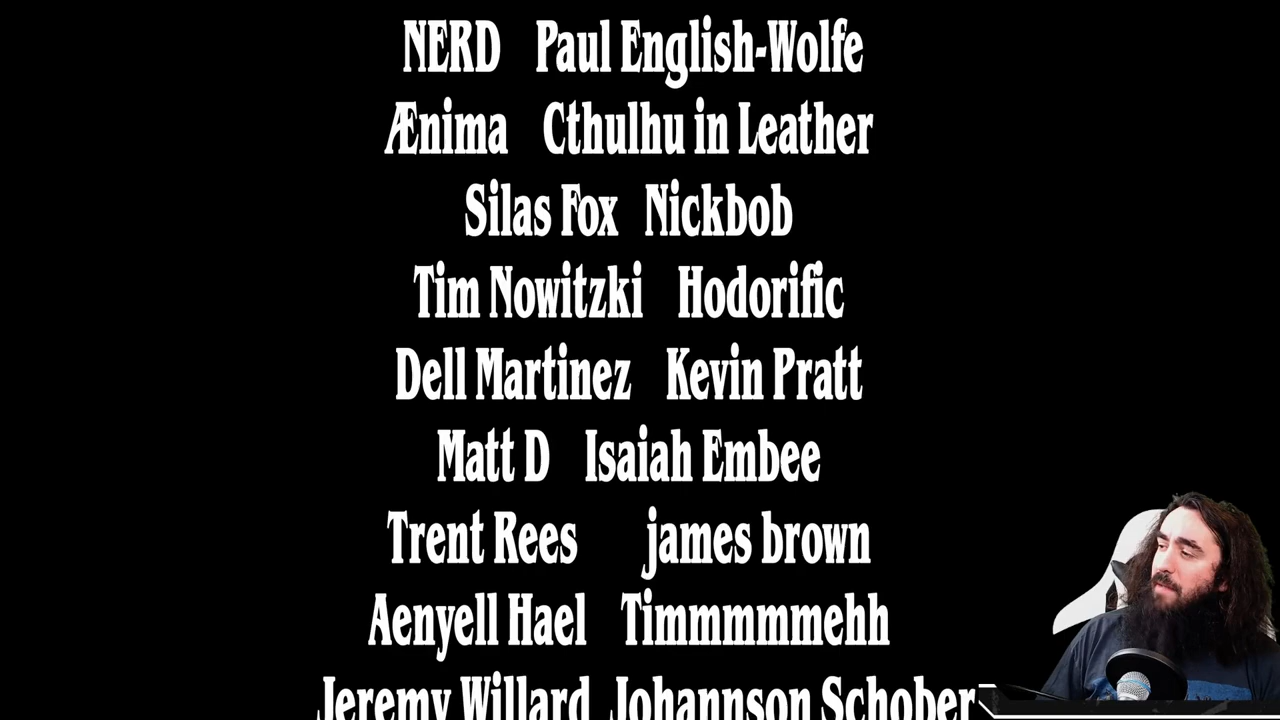 NERD Paul English-Wolfe
Ænima Cthulhu in Leather
Silas Fox Nickbob
Tim Nowitzki Hodorific
Dell Martinez Kevin Pratt
Matt D Isaiah Embee
Trent Rees james brown
Aenyell Hael Timmmmmehh
Jeremy Willard Johannson Schober